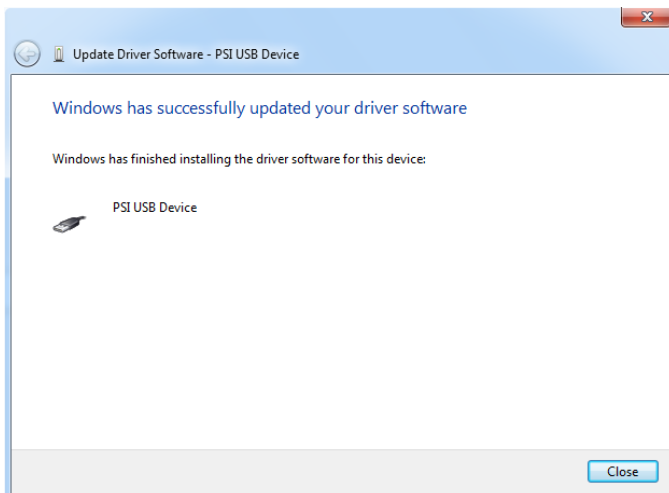 Update Driver Software - PSI USB Device
Windows has successfully updated your driver software
Windows has finished installing the driver software for this device:
PSI USB Device
Close